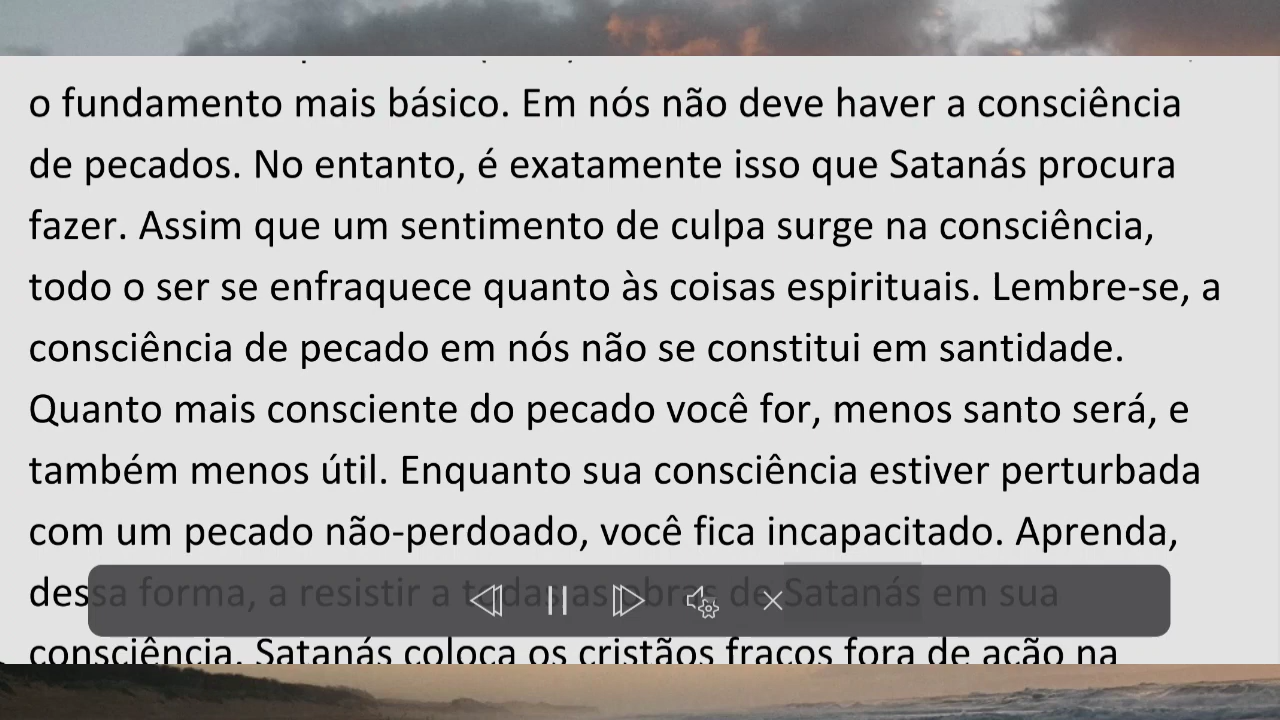 o fundamento mais básico. Em nós não deve haver a consciência
de pecados. No entanto, é exatamente isso que Satanás procura
fazer. Assim que um sentimento de culpa surge na consciência,
todo o ser se enfraquece quanto às coisas espirituais. Lembre-se, a
consciência de pecado em nós não se constitui em santidade.
Quanto mais consciente do pecado você for, menos santo será, e
também menos útil. Enquanto sua consciência estiver perturbada
com um pecado não-perdoado, você fica incapacitado. Aprenda,
dessa forma, a resistir a todas as obras de Satanás em sua
consciência. Satanás coloca os cristãos fracos fora de ação na